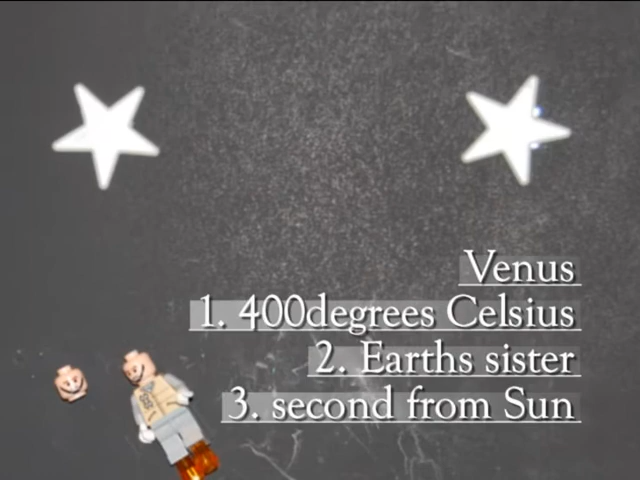 Venus
1. 400degrees Celsius
2. Earths sister
3. second from Sun